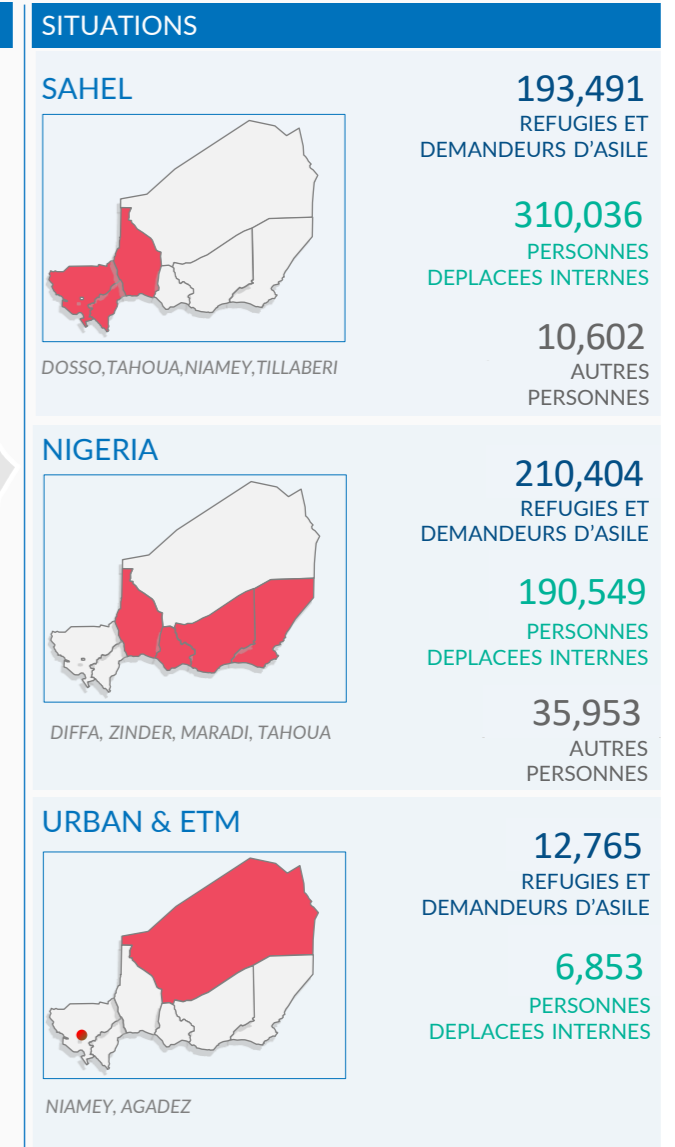 SITUATIONS
SAHEL
193,491
REFUGIES ET
DEMANDEURS D'ASILE
310,036
PERSONNES
DEPLACEES INTERNES
10,602
AUTRES
PERSONNES
DOSSO,TAHOUA,NIAMEY,TILLABERI
NIGERIA
210,404
REFUGIES ET
DEMANDEURS D'ASILE
190,549
PERSONNES
DEPLACEES INTERNES
35,953
AUTRES
PERSONNES
DIFFA, ZINDER, MARADI, TAHOUA
URBAN & ETM
12,765
REFUGIES ET
DEMANDEURS D'ASILE
6,853
PERSONNES
DEPLACEES INTERNES
NIAMEY, AGADEZ